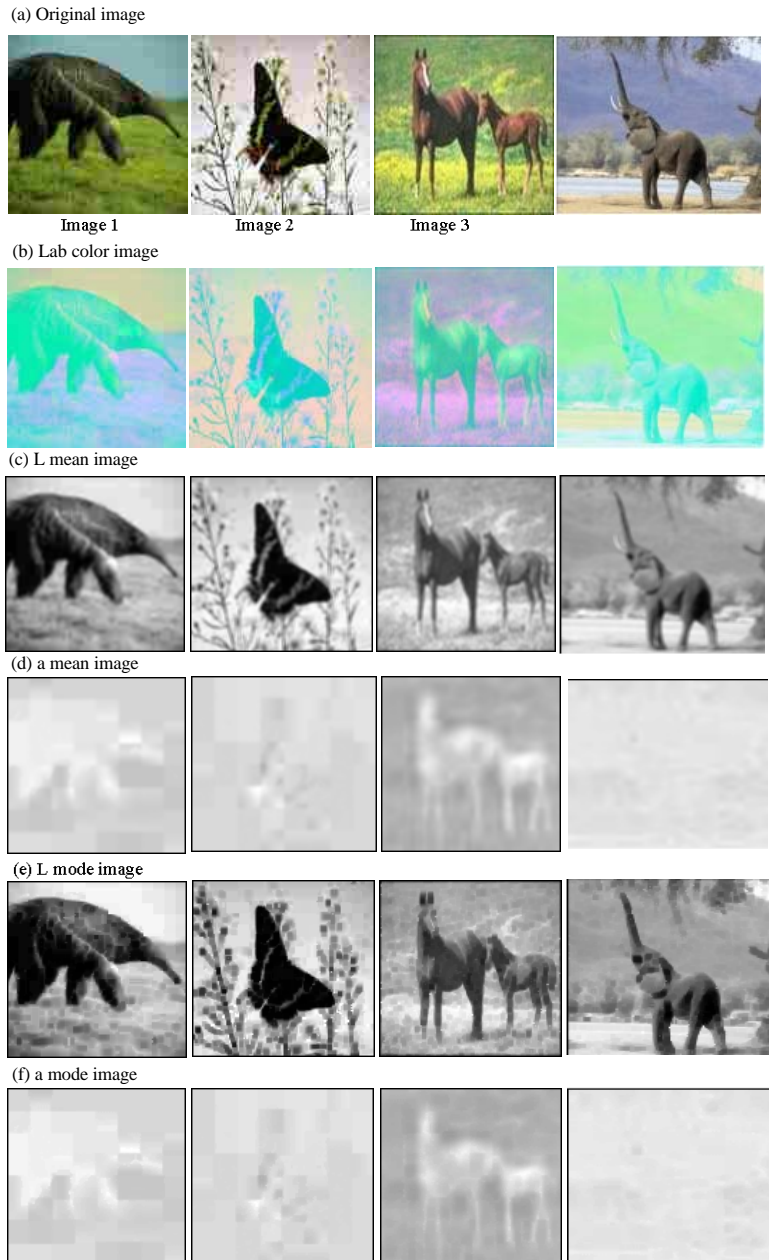 (a) Original image
Image 1 Image 2 Image 3
(b) Lab color image
(c) L mean image
(d) a mean image
(e) L mode image
(f) a mode image